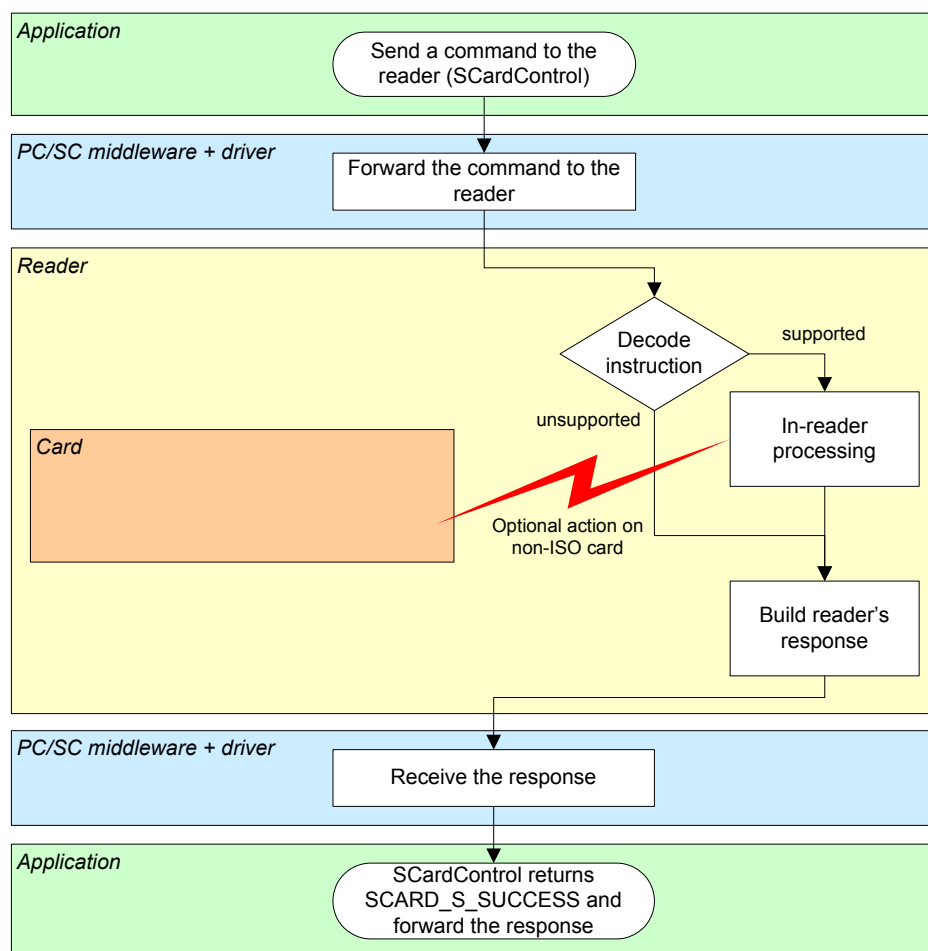 Application
Send a command to the
reader (SCardControl)
PC/SC middleware + driver
Forward the command to the
reader
Reader
Decode
instruction
supported
unsupported
In-reader
processing
Card
Optional action on
non-ISO card
Build reader's
response
PC/SC middleware + driver
Receive the response
Application
SCardControl returns
SCARD_S_SUCCESS and
forward the response